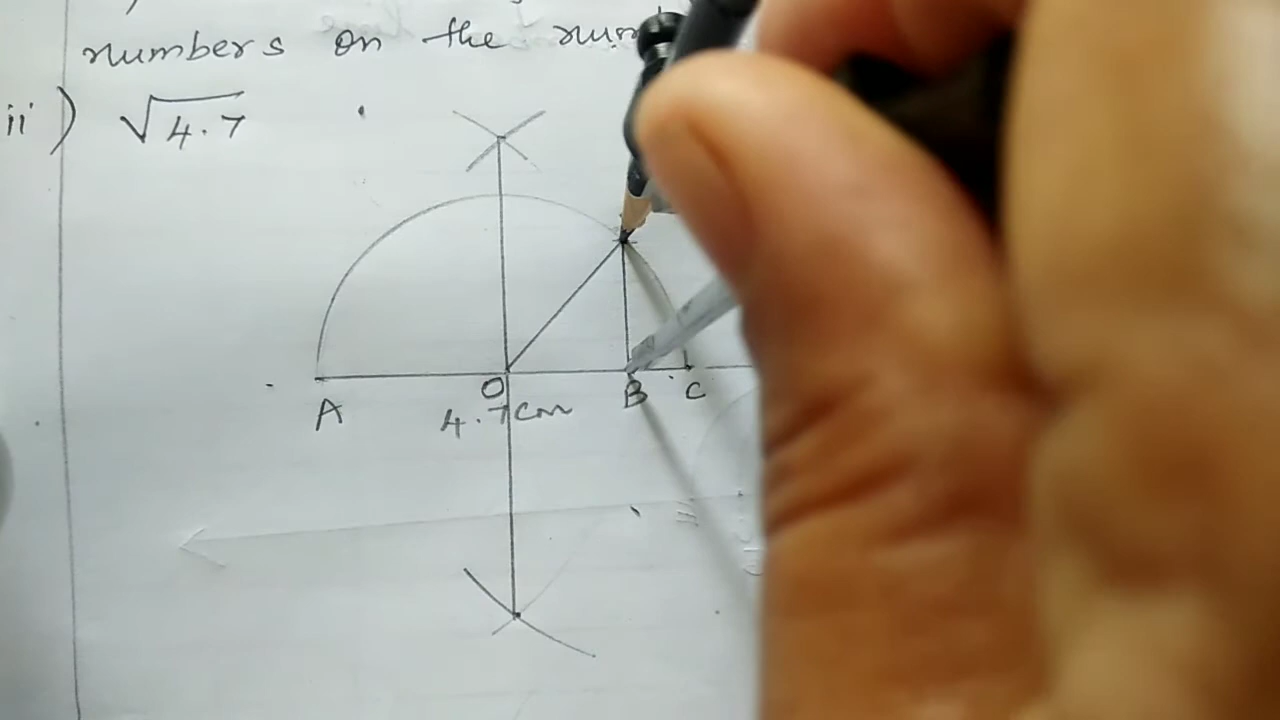 numbers on the
ii) √4.7
A O B C
4.7cm